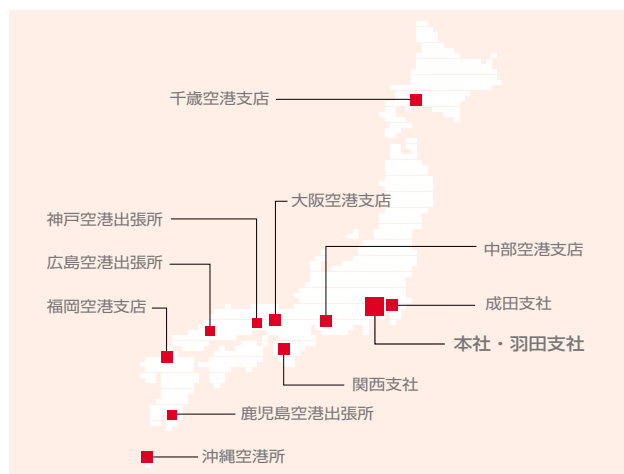 千歳空港支店
大阪空港支店
神戸空港出張所
中部空港支店
広島空港出張所
福岡空港支店
成田支社
本社・羽田支社
関西支社
鹿児島空港出張所
沖縄空港所